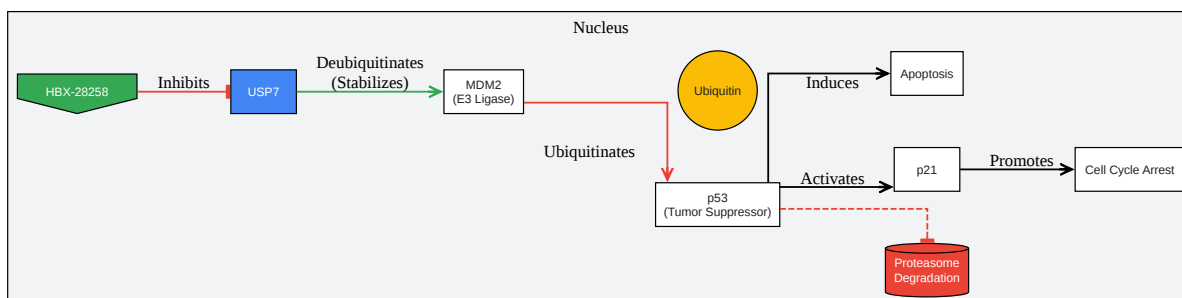 Nucleus
HBX-28258
Inhibits
USP7
Deubiquitinates
(Stabilizes)
MDM2
(E3 Ligase)
Ubiquitin
Induces
Apoptosis
Ubiquitinates
p53
(Tumor Suppressor)
Activates
p21
Promotes
Cell Cycle Arrest
Proteasome
Degradation